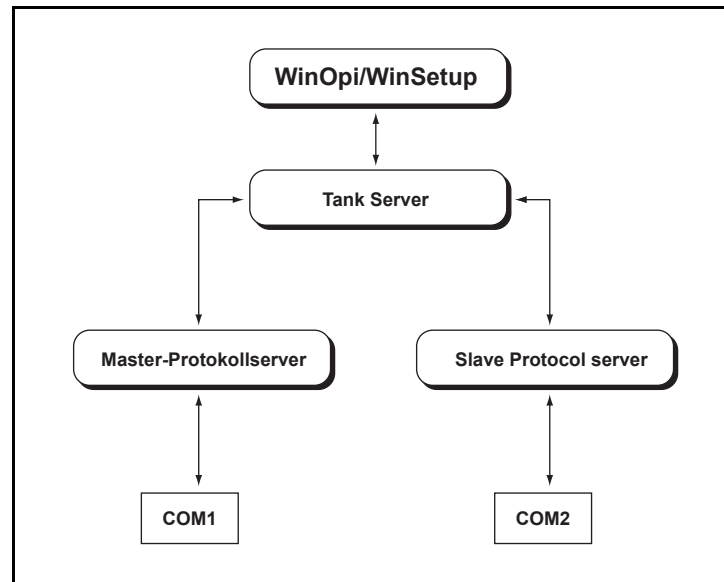 WinOpi/WinSetup
Tank Server
Master-Protokollserver
Slave Protocol server
COM1
COM2